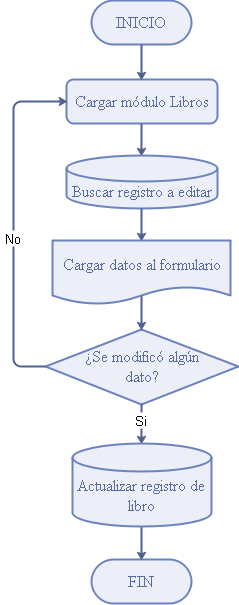 INICIO
Cargar módulo Libros
Buscar registro a editar
Cargar datos al formulario
¿Se modificó algún
dato?
No
Si
Actualizar registro de
libro
FIN